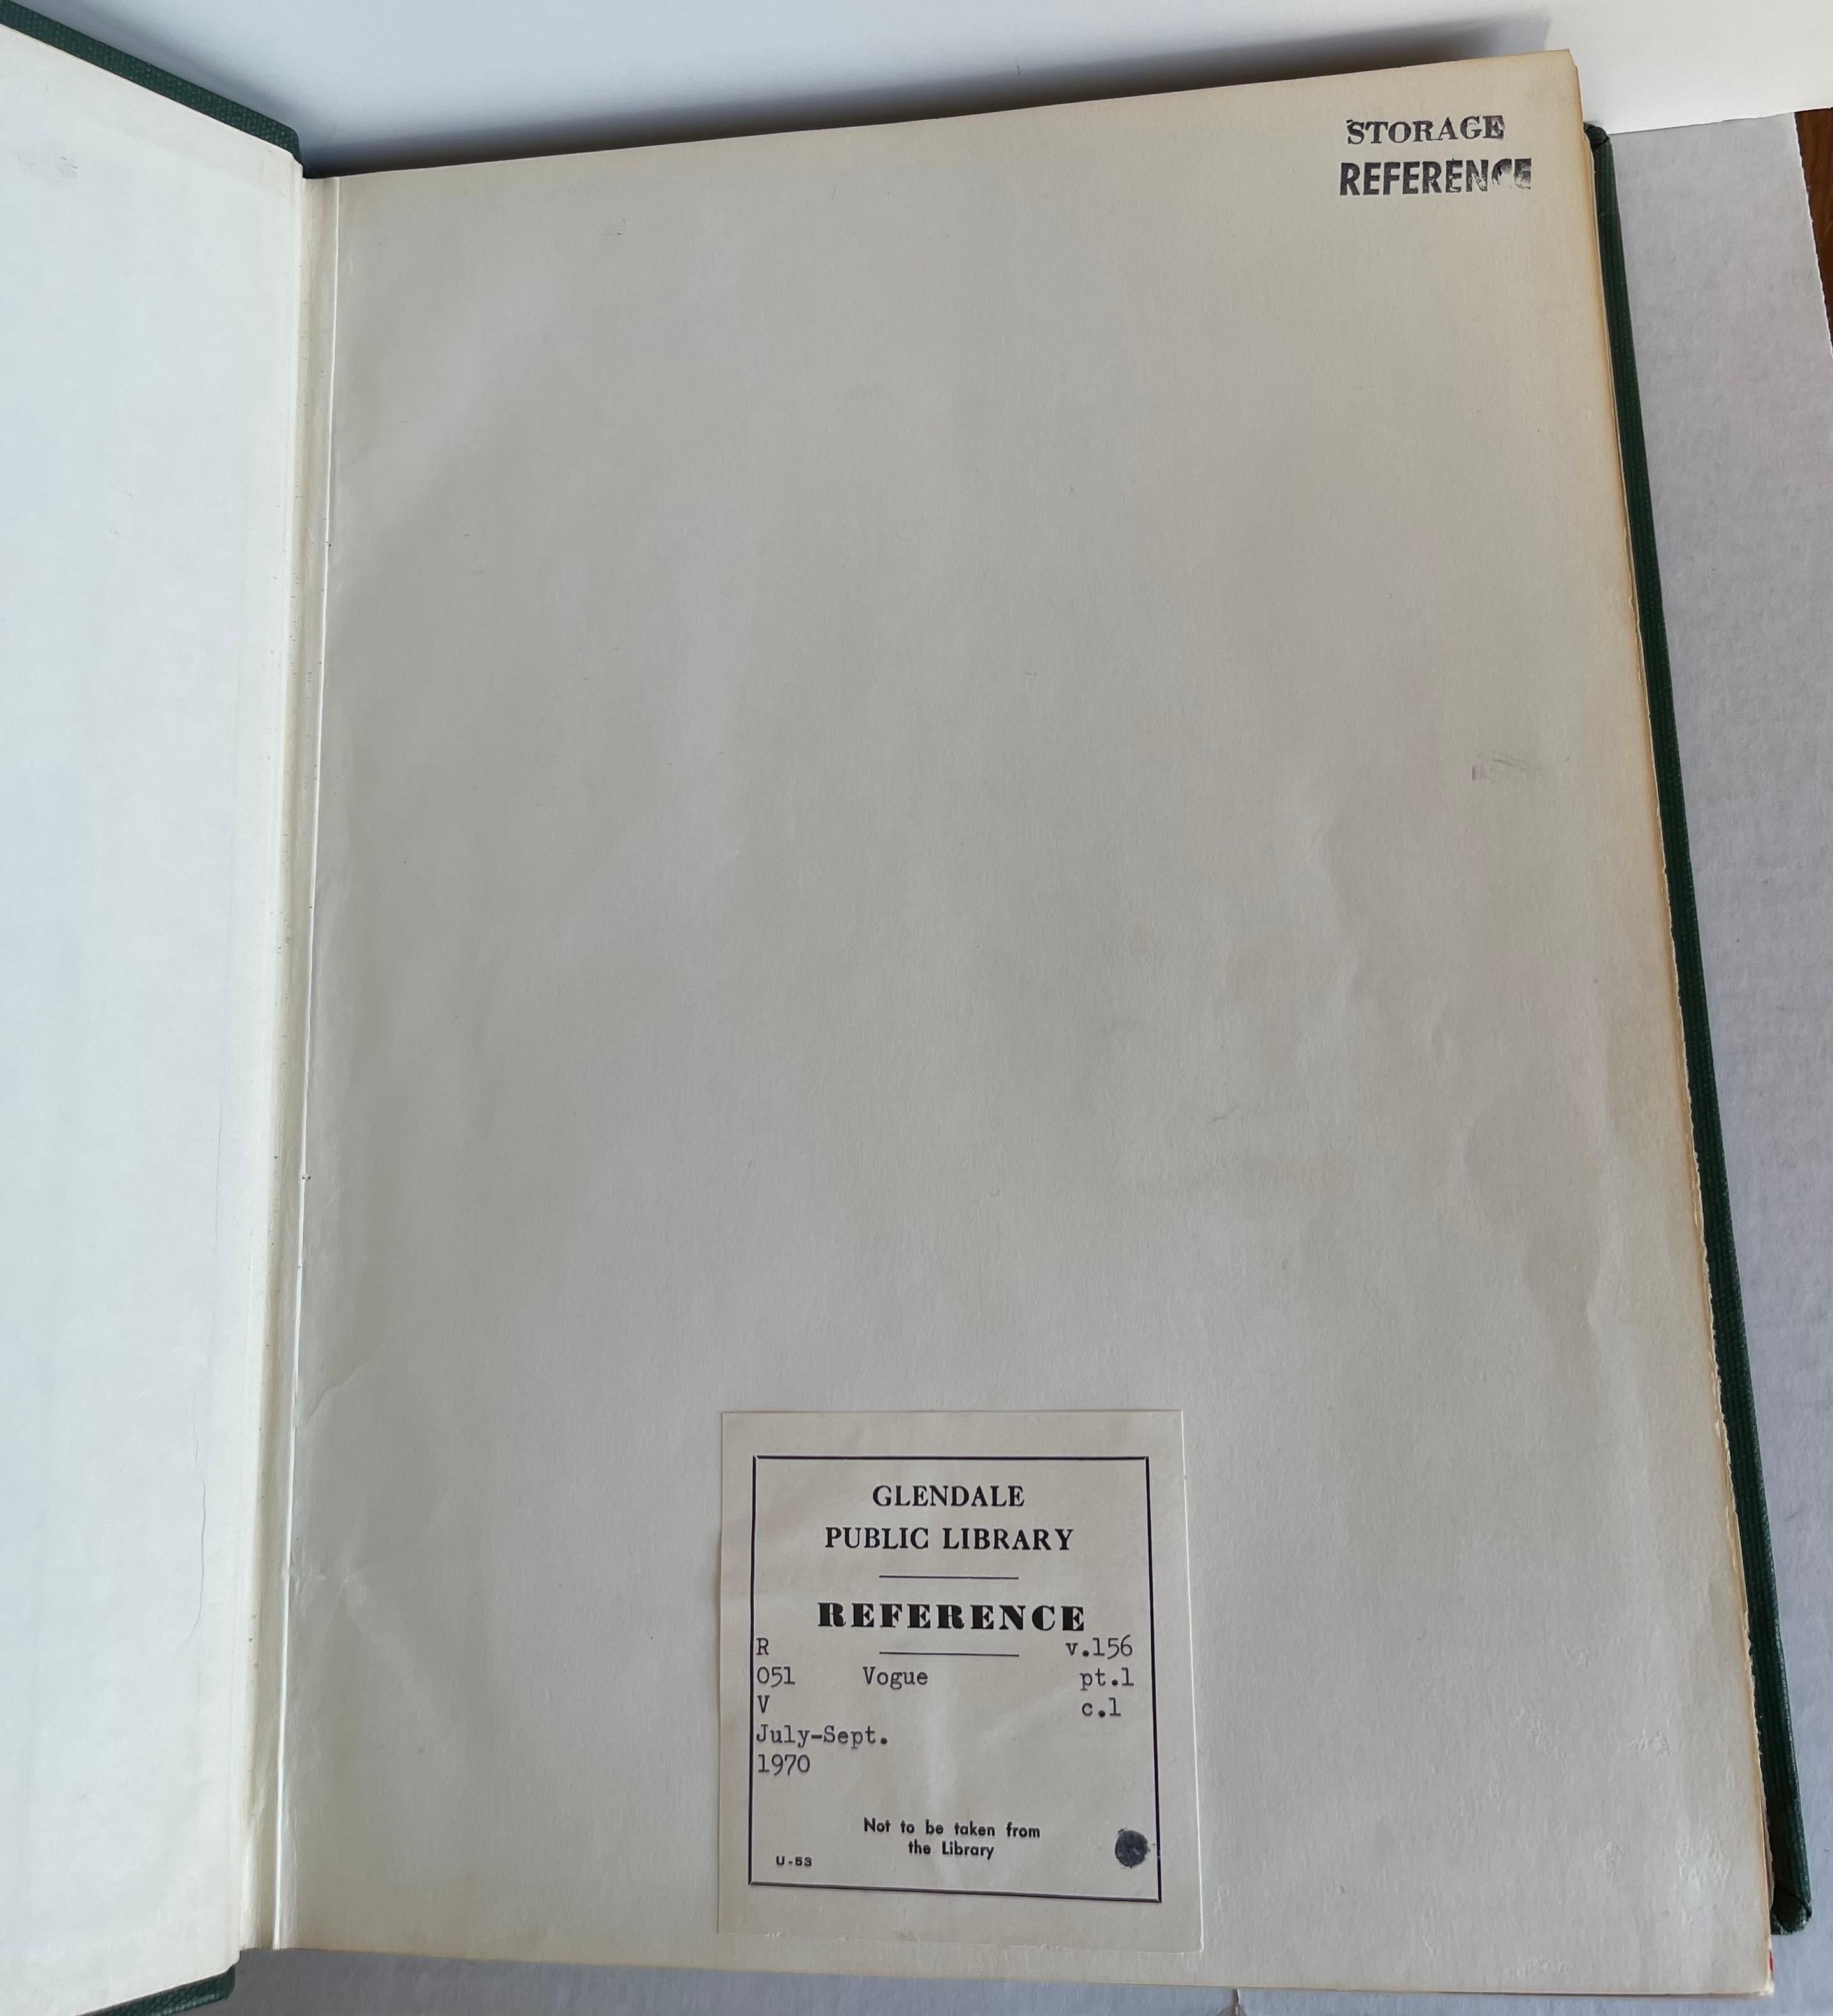 STORAGE
REFERENCE
GLENDALE
PUBLIC LIBRARY
REFERENCE
R v.156
051 Vogue pt.1
V c.1
July-Sept.
1970
Not to be taken from
the Library
U-53